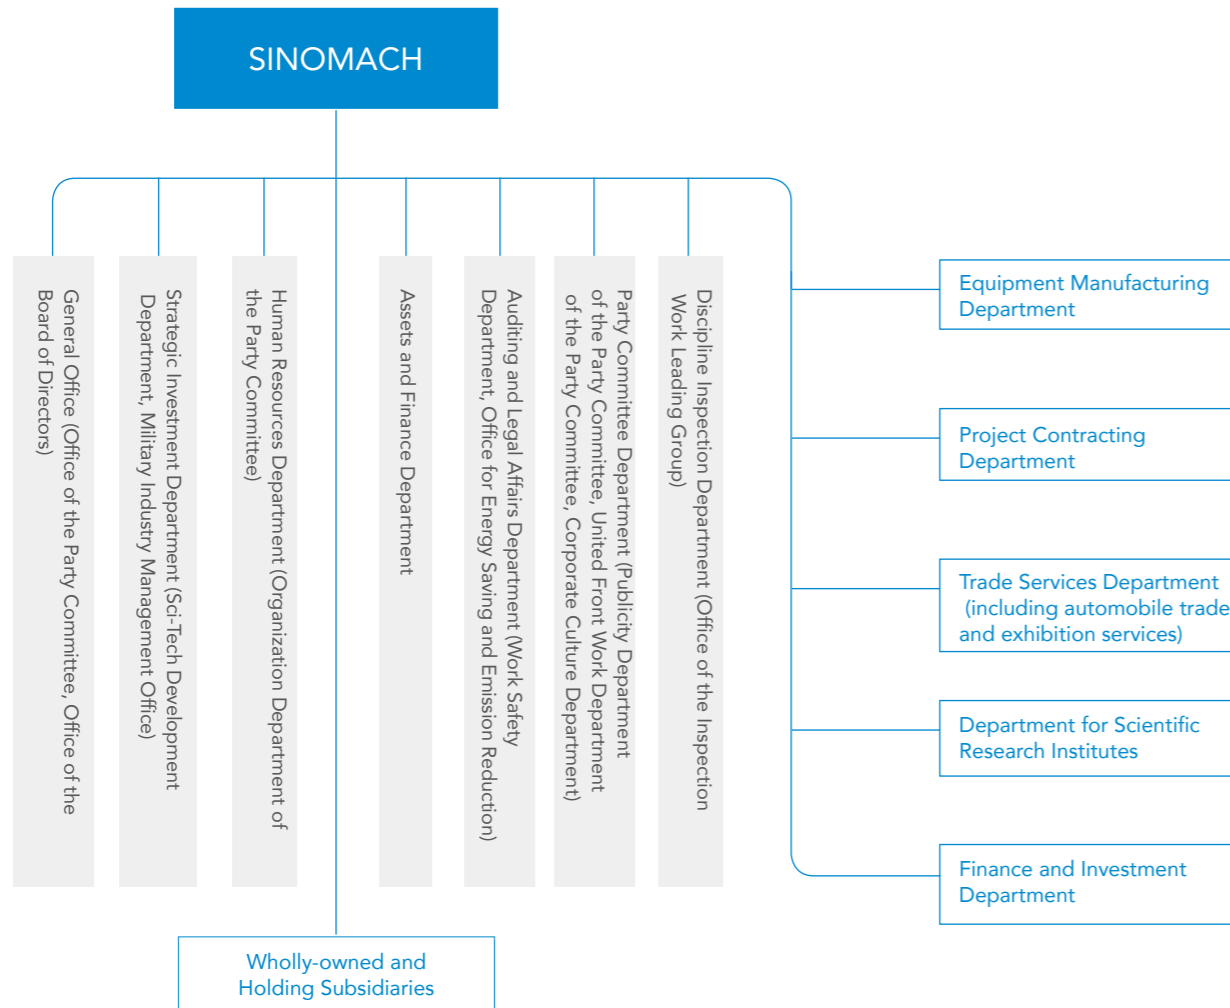 SINOMACH
General Office (Office of the Party Committee, Office of the
Board of Directors)
Strategic Investment Department (Sci-Tech Development
Department, Military Industry Management Office)
Human Resources Department (Organization Department of
the Party Committee)
Assets and Finance Department
Auditing and Legal Affairs Department (Work Safety
Department, Office for Energy Saving and Emission Reduction)
Party Committee Department (Publicity Department
of the Party Committee, United Front Work Department
of the Party Committee, Corporate Culture Department)
Discipline Inspection Department (Office of the Inspection
Work Leading Group)
Equipment Manufacturing
Department
Project Contracting
Department
Trade Services Department
(including automobile trade
and exhibition services)
Department for Scientific
Research Institutes
Finance and Investment
Department
Wholly-owned and
Holding Subsidiaries